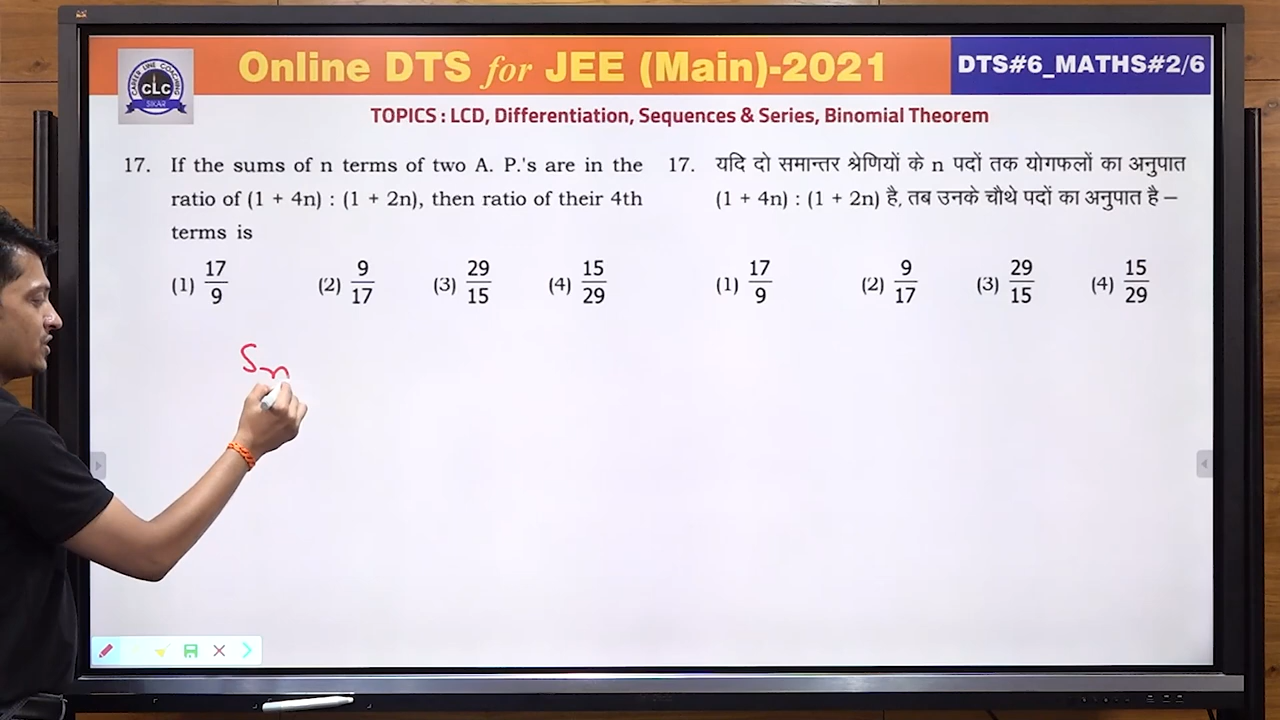 Online DTS for JEE (Main)-2021
DTS#6_MATHS#2/6
CAREER LINE COACHING
CLC
SIKAR
TOPICS : LCD, Differentiation, Sequences & Series, Binomial Theorem
17. If the sums of n terms of two A. P.'s are in the
ratio of (1 + 4n) : (1 + 2n), then ratio of their 4th
terms is
(1) 17/9 (2) 9/17 (3) 29/15 (4) 15/29
17. यदि दो समान्तर श्रेणियों के n पदों तक योगफलों का अनुपात
(1 + 4n) : (1 + 2n) है, तब उनके चौथे पदों का अनुपात है –
(1) 17/9 (2) 9/17 (3) 29/15 (4) 15/29
Sn